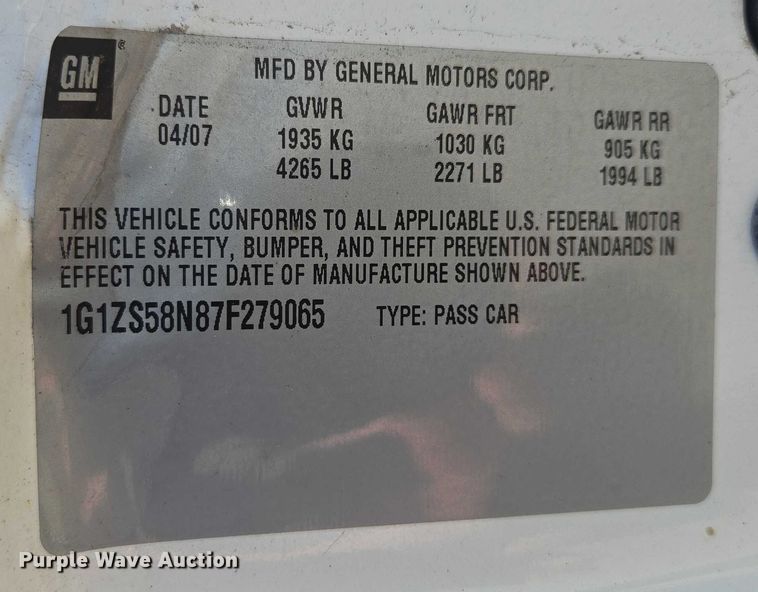 GM
®
MFD BY GENERAL MOTORS CORP.
DATE GVWR GAWR FRT GAWR RR
04/07 1935 KG 1030 KG 905 KG
4265 LB 2271 LB 1994 LB
THIS VEHICLE CONFORMS TO ALL APPLICABLE U.S. FEDERAL MOTOR
VEHICLE SAFETY, BUMPER, AND THEFT PREVENTION STANDARDS IN
EFFECT ON THE DATE OF MANUFACTURE SHOWN ABOVE.
1G1ZS58N87F279065 TYPE: PASS CAR
Purple Wave Auction